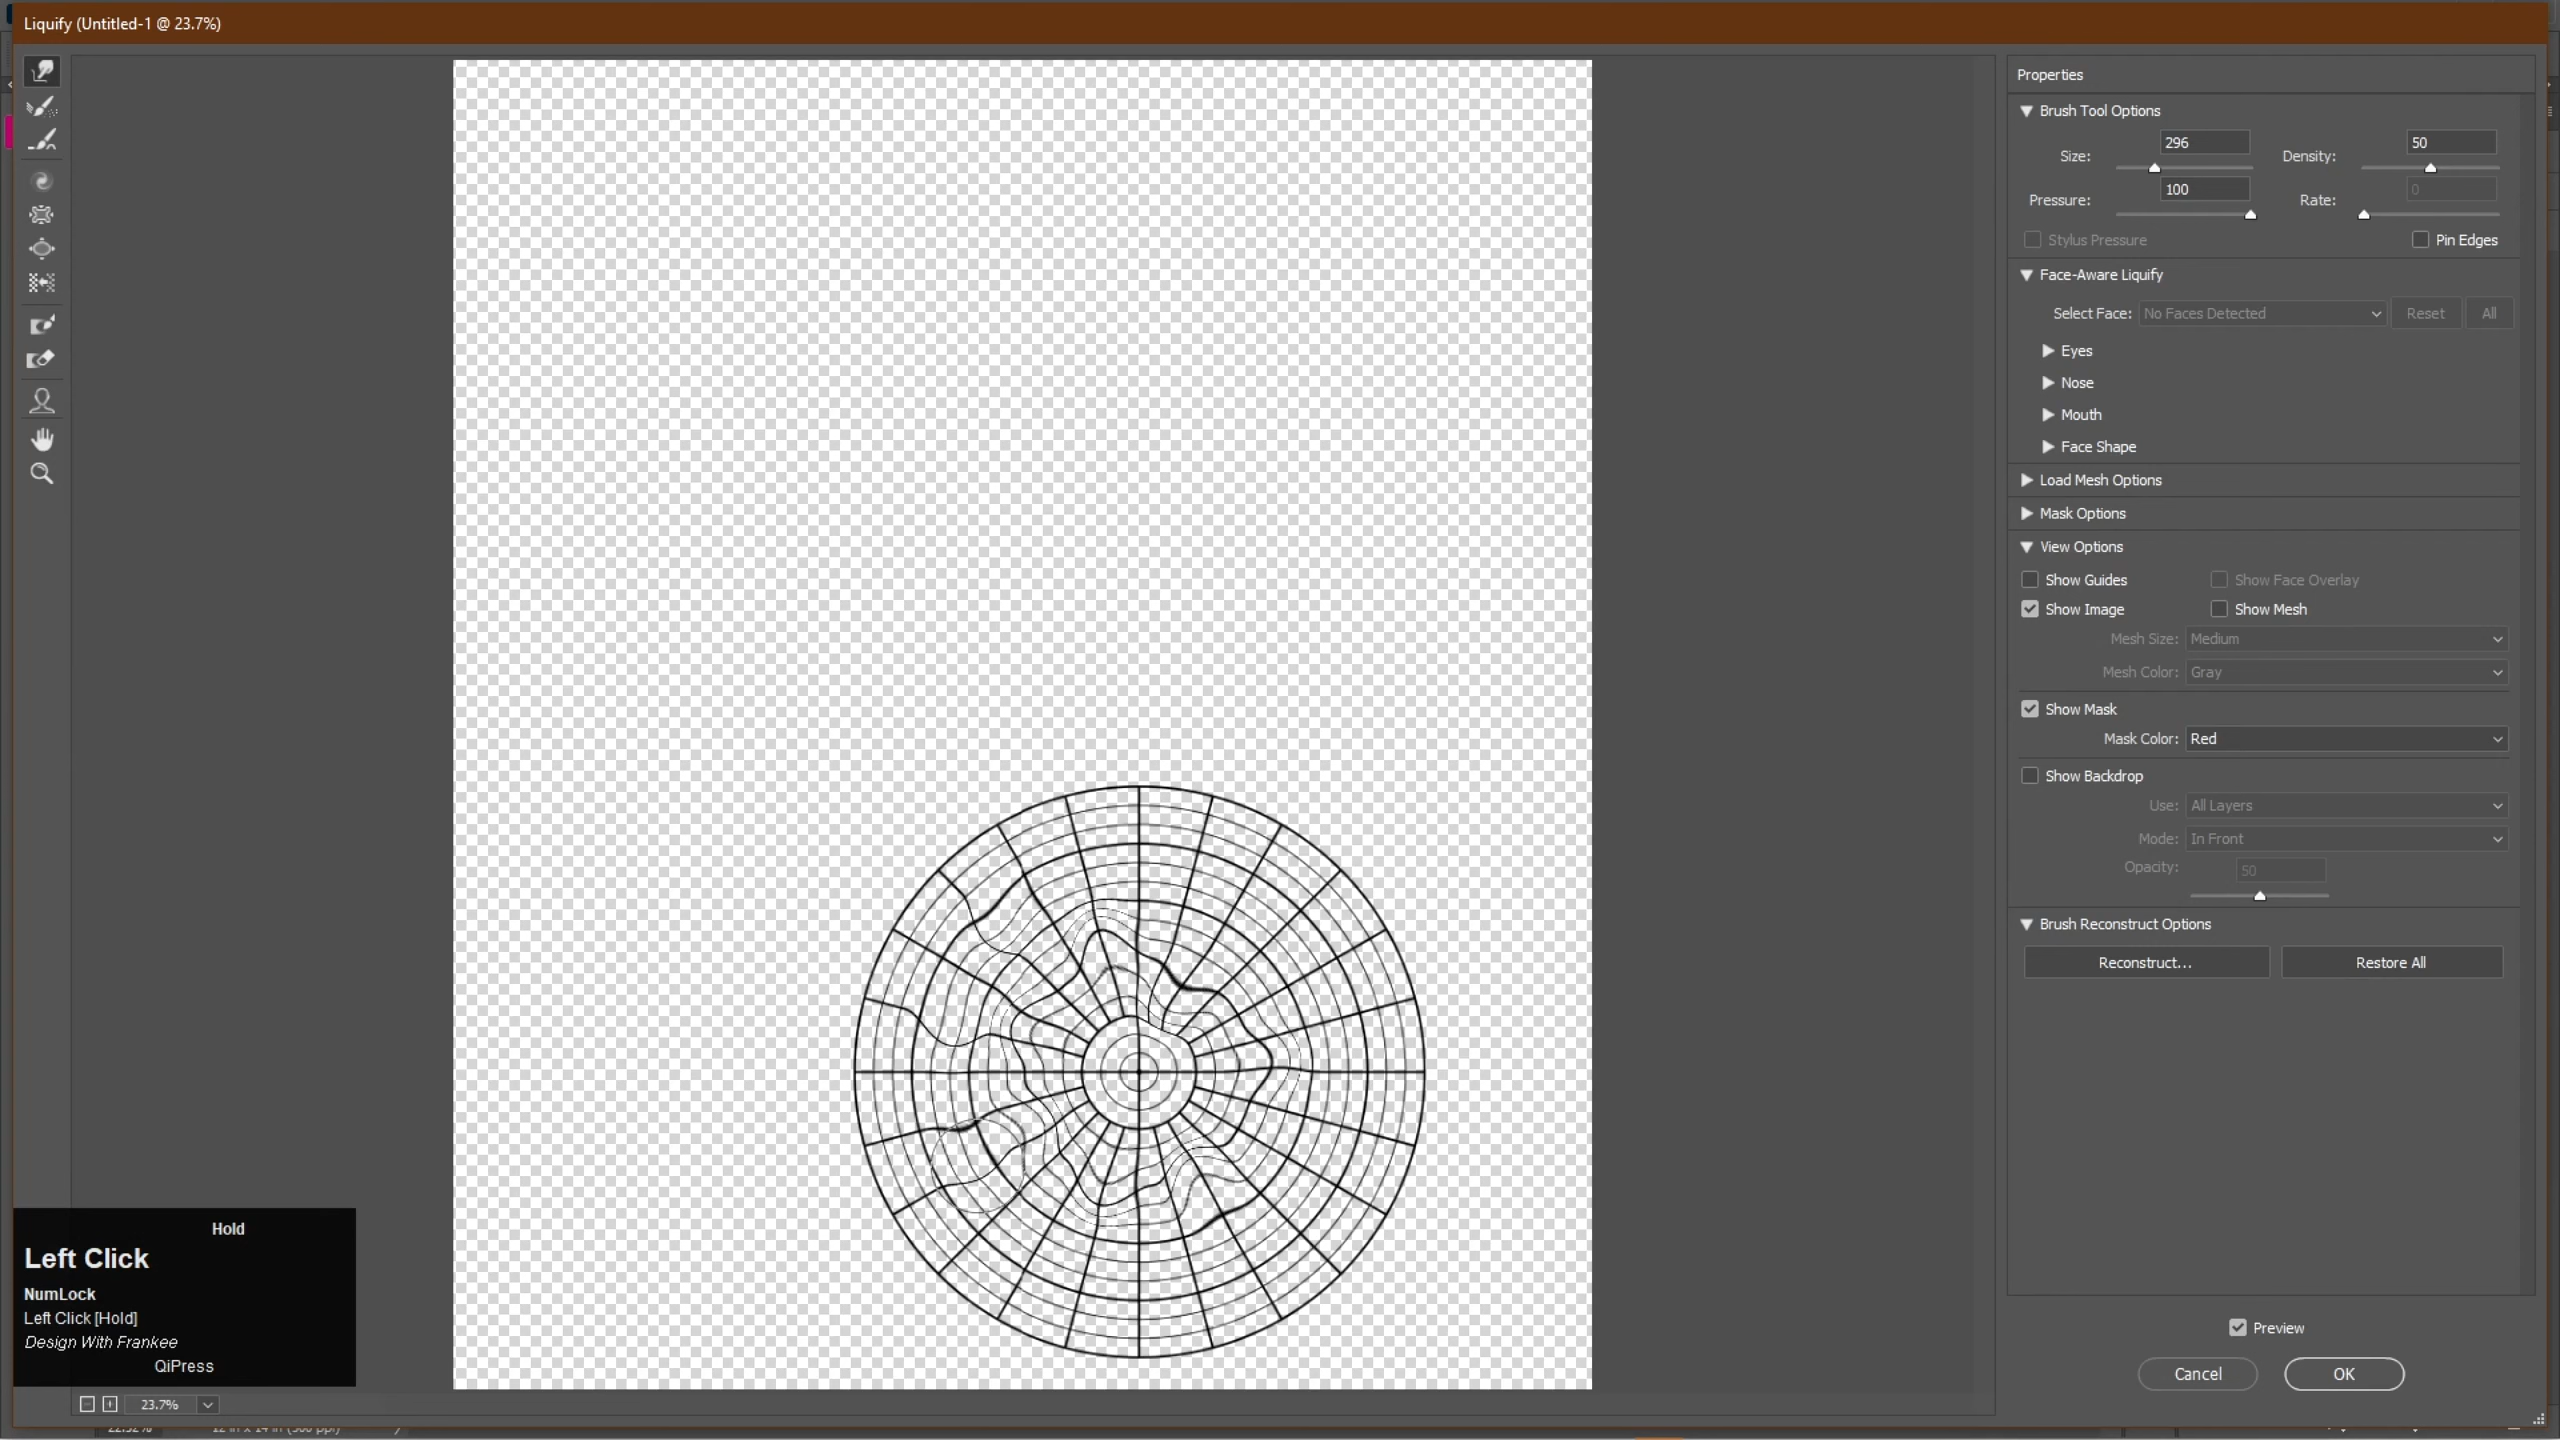 Liquify (Untitled-1 @ 23.7%)
Properties
Brush Tool Options
Size: 296
Density: 50
Pressure: 100
Rate: 0
Stylus Pressure
Pin Edges
Face-Aware Liquify
Select Face: No Faces Detected
Reset
All
Eyes
Nose
Mouth
Face Shape
Load Mesh Options
Mask Options
View Options
Show Guides
Show Face Overlay
Show Image
Show Mesh
Mesh Size: Medium
Mesh Color: Gray
Show Mask
Mask Color: Red
Show Backdrop
Use: All Layers
Mode: In Front
Opacity: 50
Brush Reconstruct Options
Reconstruct...
Restore All
Hold
Left Click
NumLock
Left Click [Hold]
Design With Frankee
QiPress
Preview
Cancel
OK
23.7%